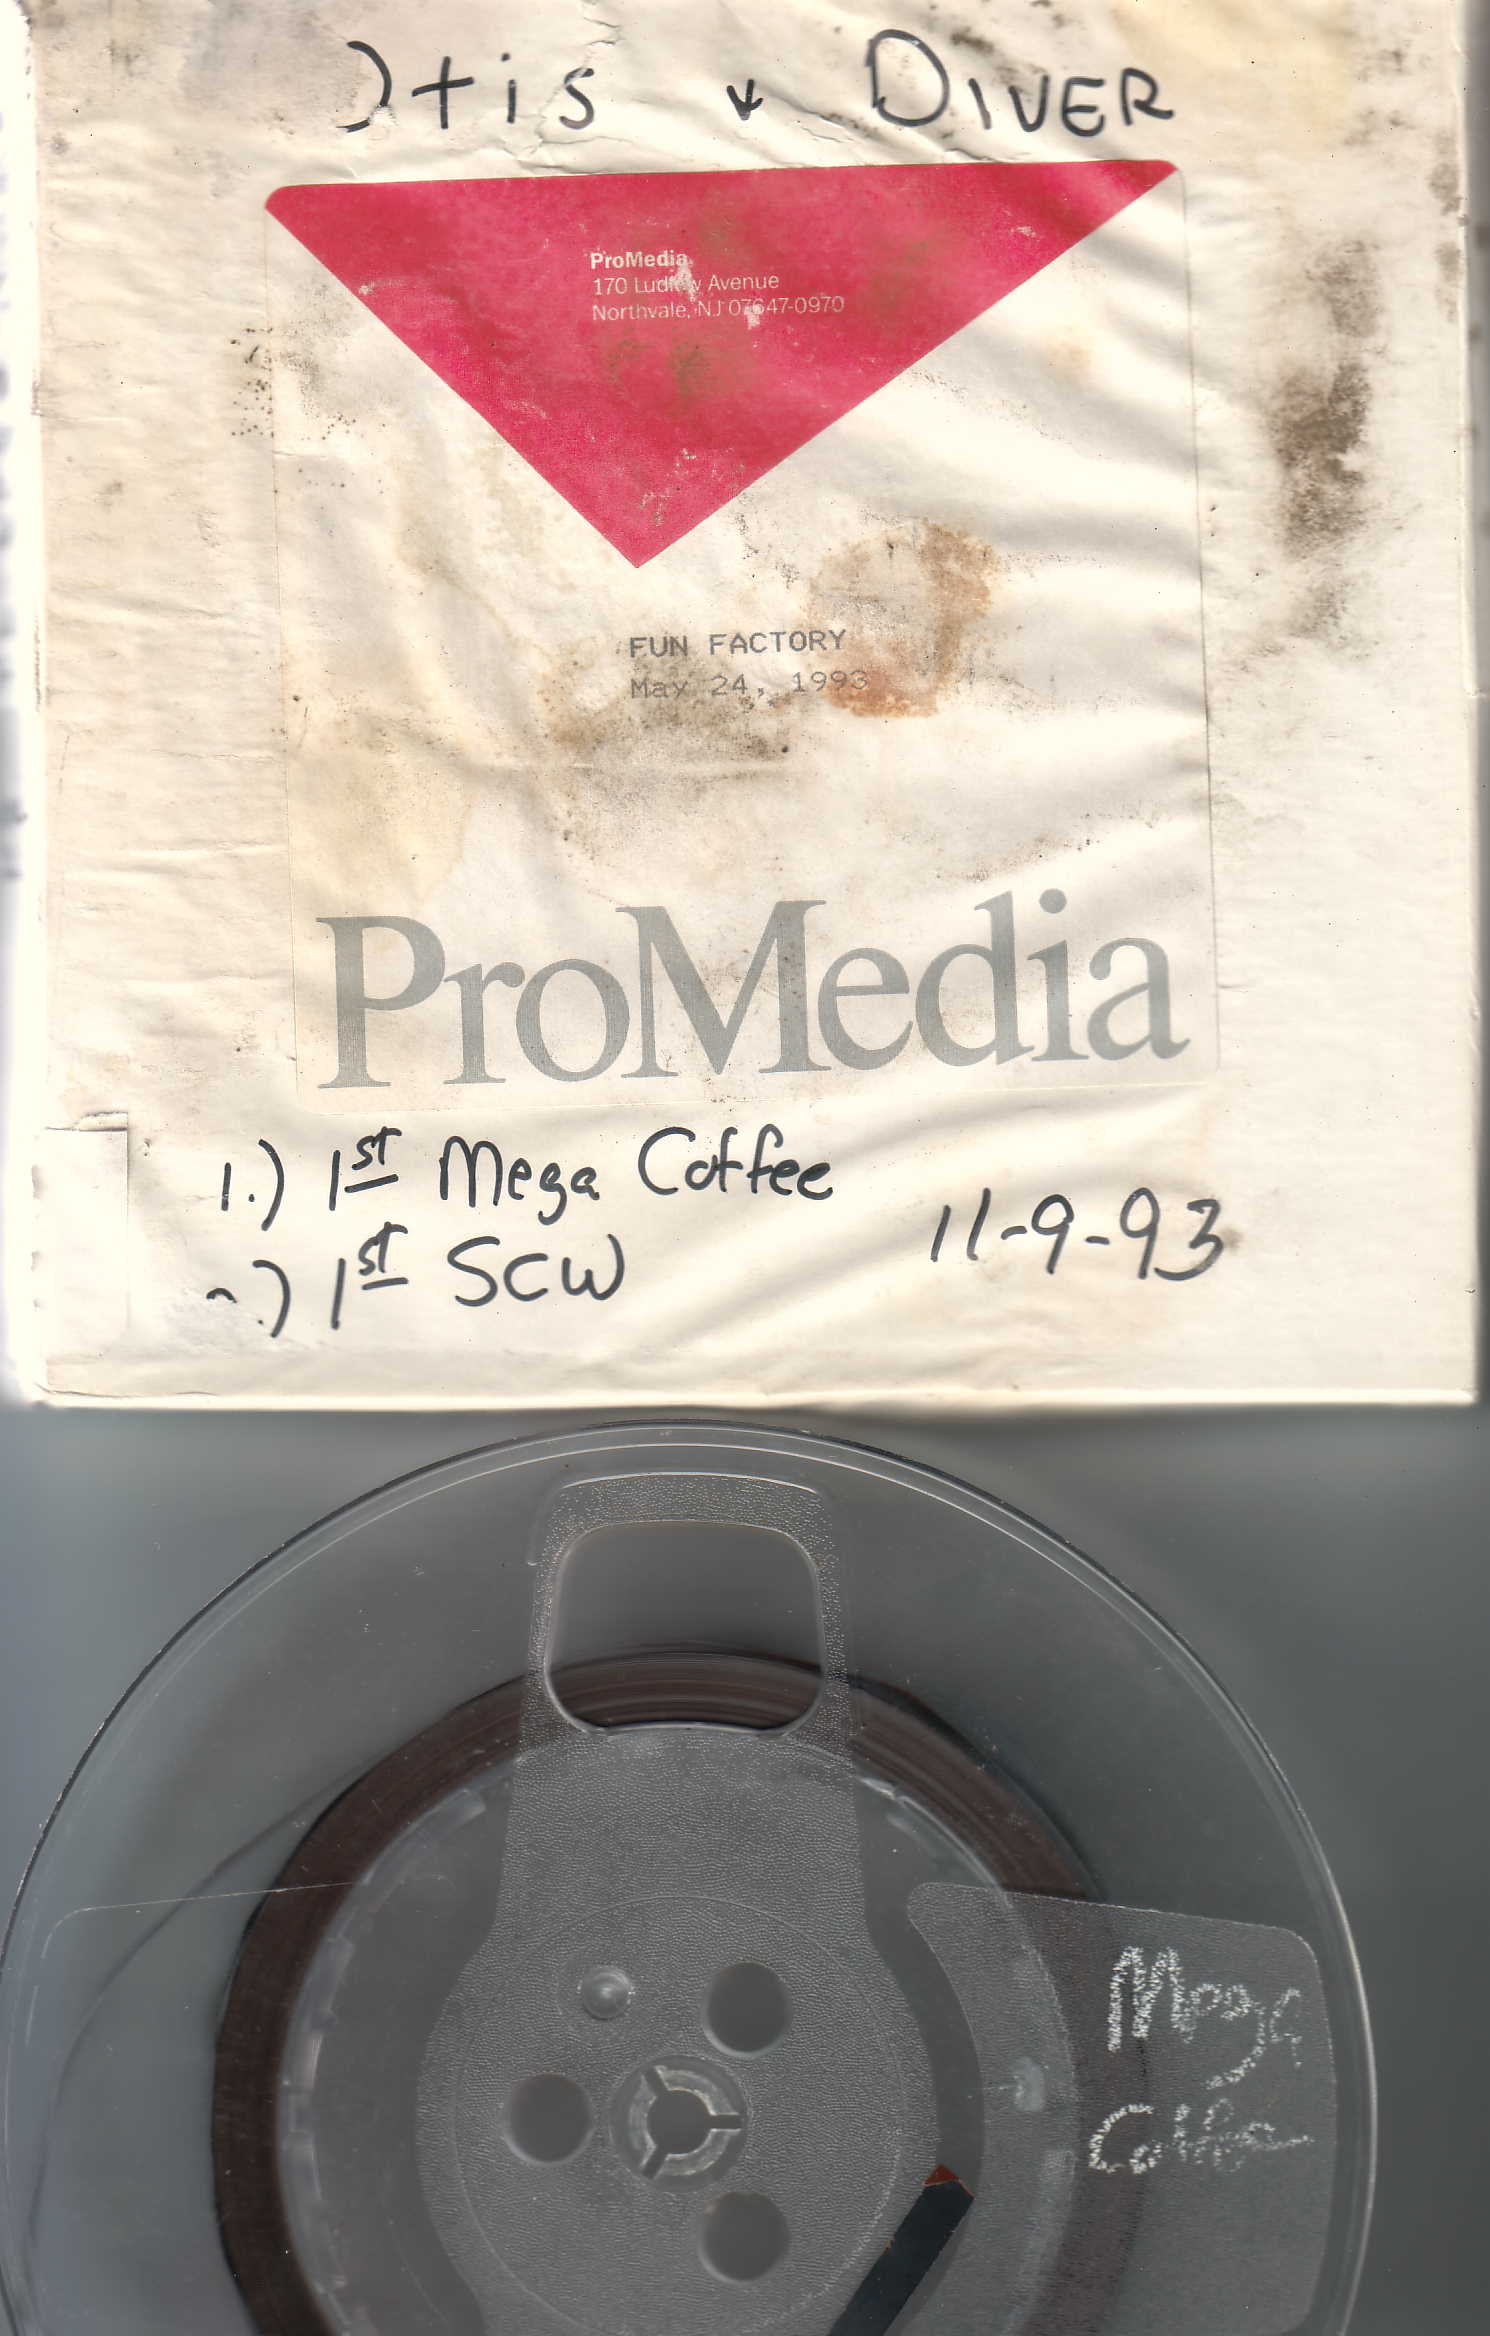 Otis & DIVER
ProMedia
170 Ludlow Avenue
Northvale, NJ 07647-0970
FUN FACTORY
May 24, 1993
ProMedia
1.) 1st Mega Coffee
2.) 1st SCW
11-9-93
Mega
Coffee